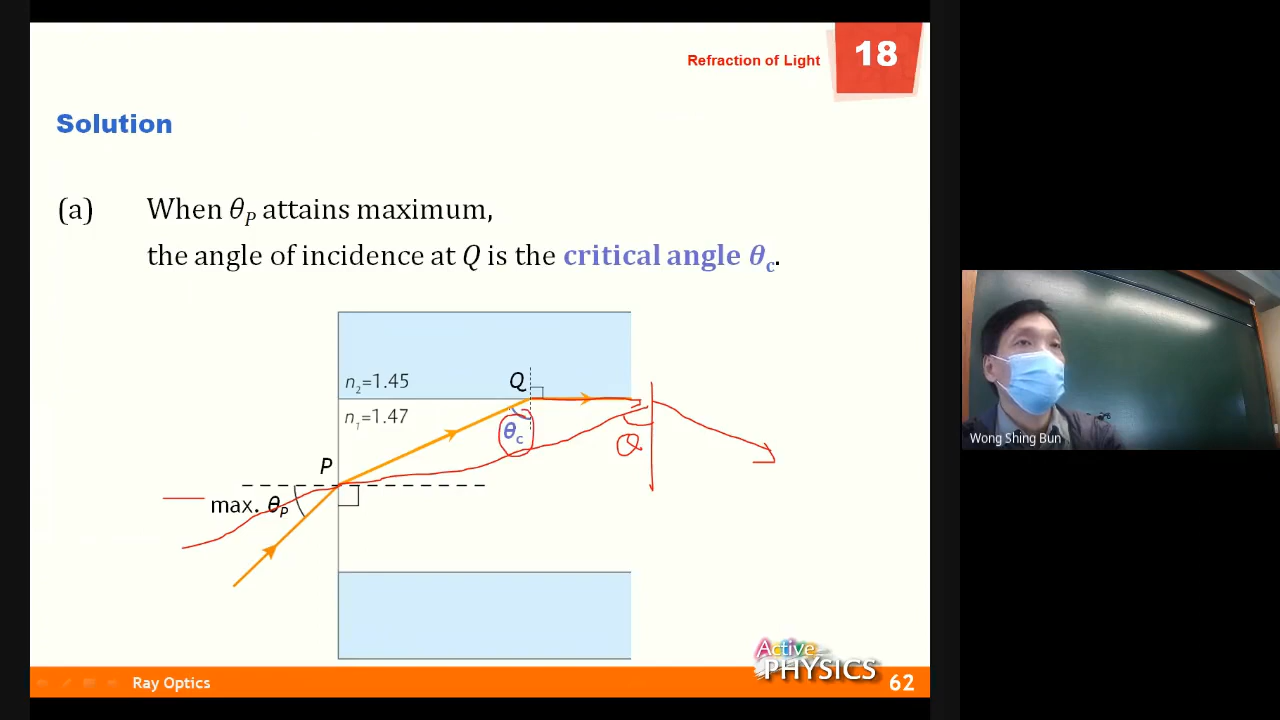 Refraction of Light
18
Solution
(a) When θP attains maximum,
the angle of incidence at Q is the critical angle θc.
Q
n2=1.45
n1=1.47
θc
Q
P
max. θP
Active
PHYSICS
Ray Optics
62
Wong Shing Bun